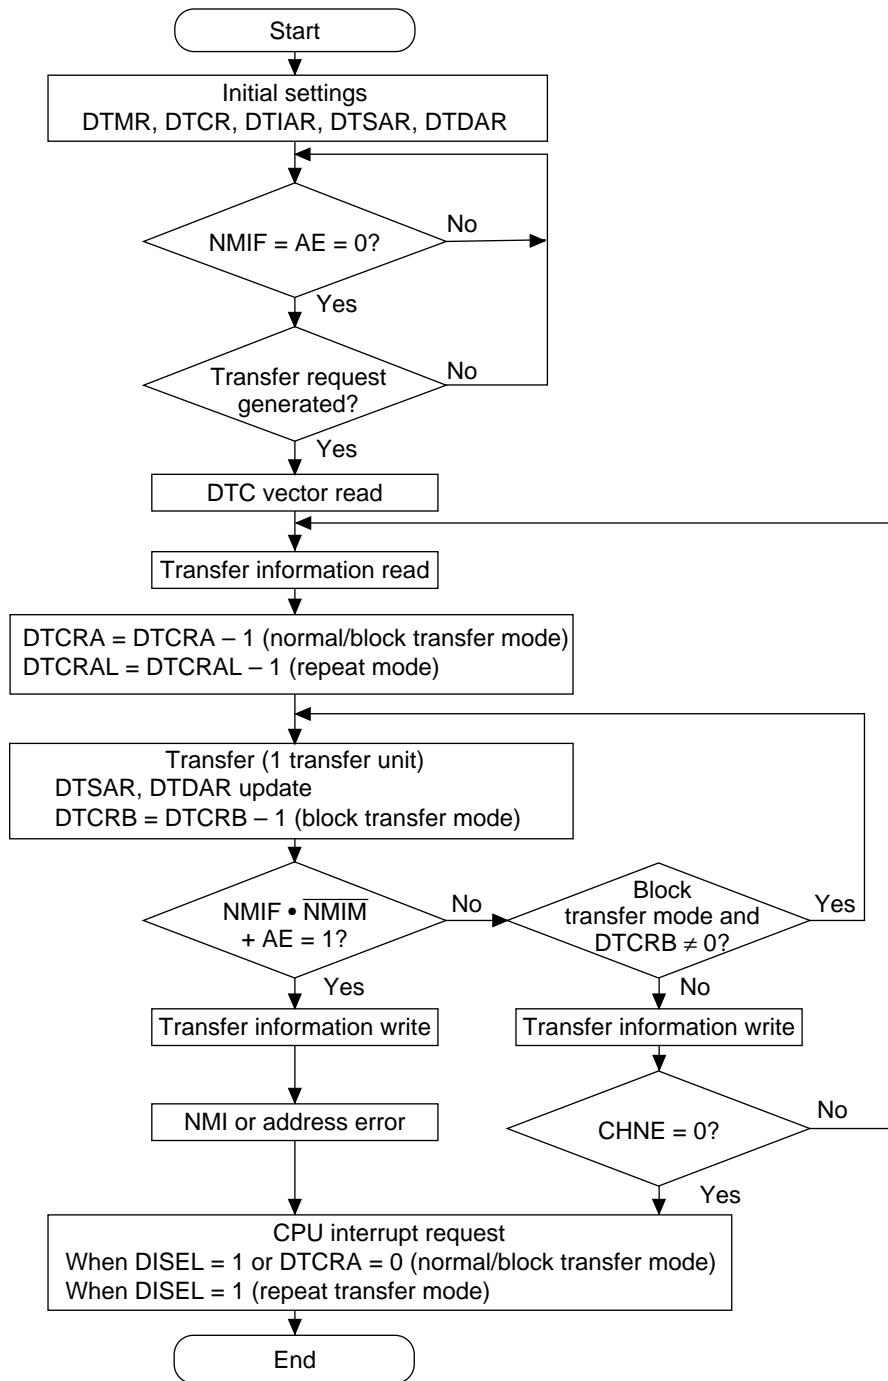 Start
Initial settings
DTMR, DTCR, DTIAR, DTSAR, DTDAR
NMIF = AE = 0?
No
Yes
Transfer request
generated?
No
Yes
DTC vector read
Transfer information read
DTCRA = DTCRA – 1 (normal/block transfer mode)
DTCRAL = DTCRAL – 1 (repeat mode)
Transfer (1 transfer unit)
DTSAR, DTDAR update
DTCRB = DTCRB – 1 (block transfer mode)
NMIF • N̅M̅I̅M̅
+ AE = 1?
No
Yes
Block
transfer mode and
DTCRB ≠ 0?
Yes
No
Transfer information write
Transfer information write
NMI or address error
CHNE = 0?
No
Yes
CPU interrupt request
When DISEL = 1 or DTCRA = 0 (normal/block transfer mode)
When DISEL = 1 (repeat transfer mode)
End